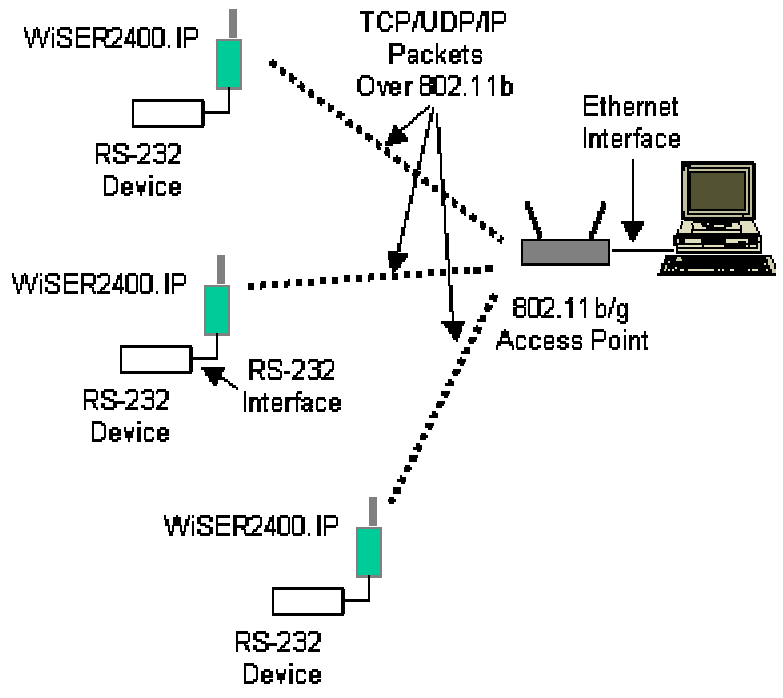 WiSER2400.IP
RS-232
Device
TCP/UDP/IP
Packets
Over 802.11b
Ethernet
Interface
WiSER2400.IP
RS-232
Device
RS-232
Interface
802.11b/g
Access Point
WiSER2400.IP
RS-232
Device